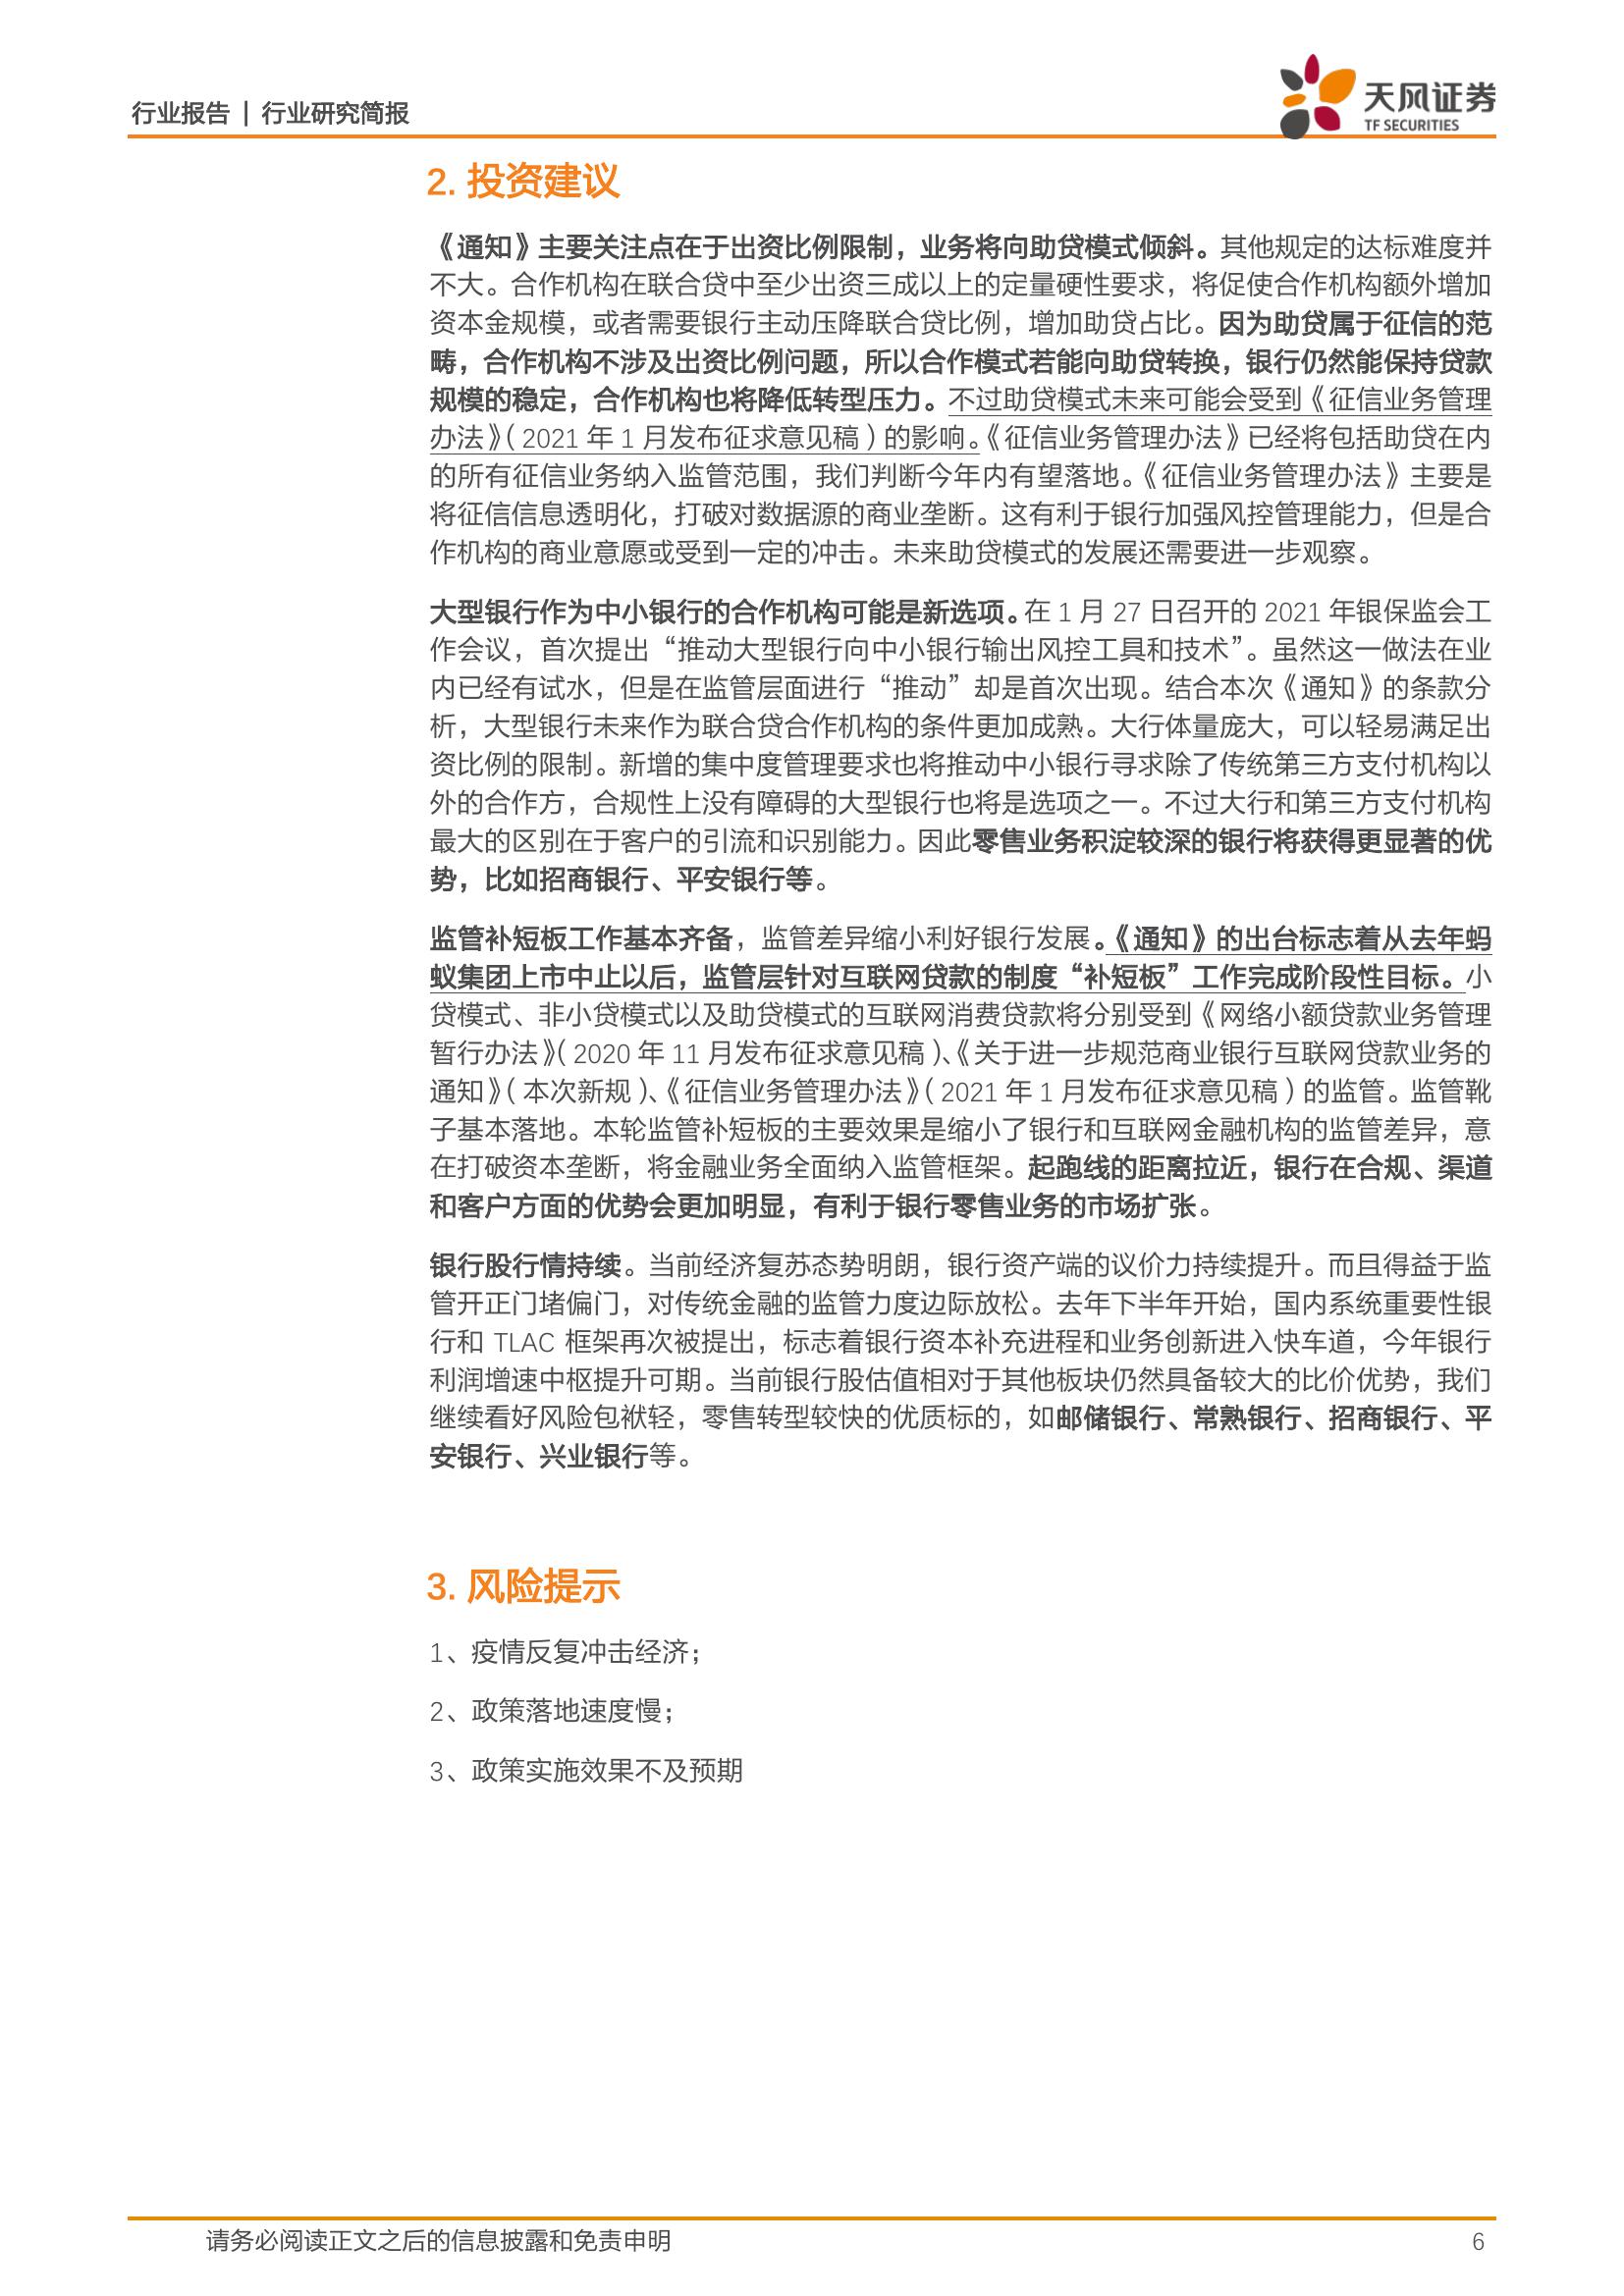 行业报告 | 行业研究简报
天风证券
TF SECURITIES
2. 投资建议
《通知》主要关注点在于出资比例限制，业务将向助贷模式倾斜。其他规定的达标难度并
不大。合作机构在联合贷中至少出资三成以上的定量硬性要求，将促使合作机构额外增加
资本金规模，或者需要银行主动压降联合贷比例，增加助贷占比。因为助贷属于征信的范
畴，合作机构不涉及出资比例问题，所以合作模式若能向助贷转换，银行仍然能保持贷款
规模的稳定，合作机构也将降低转型压力。不过助贷模式未来可能会受到《征信业务管理
办法》（2021 年 1 月发布征求意见稿）的影响。《征信业务管理办法》已经将包括助贷在内
的所有征信业务纳入监管范围，我们判断今年内有望落地。《征信业务管理办法》主要是
将征信信息透明化，打破对数据源的商业垄断。这有利于银行加强风控管理能力，但是合
作机构的商业意愿或受到一定的冲击。未来助贷模式的发展还需要进一步观察。
大型银行作为中小银行的合作机构可能是新选项。在 1 月 27 日召开的 2021 年银保监会工
作会议，首次提出“推动大型银行向中小银行输出风控工具和技术”。虽然这一做法在业
内已经有试水，但是在监管层面进行“推动”却是首次出现。结合本次《通知》的条款分
析，大型银行未来作为联合贷合作机构的条件更加成熟。大行体量庞大，可以轻易满足出
资比例的限制。新增的集中度管理要求也将推动中小银行寻求除了传统第三方支付机构以
外的合作方，合规性上没有障碍的大型银行也将是选项之一。不过大行和第三方支付机构
最大的区别在于客户的引流和识别能力。因此零售业务积淀较深的银行将获得更显著的优
势，比如招商银行、平安银行等。
监管补短板工作基本齐备，监管差异缩小利好银行发展。《通知》的出台标志着从去年蚂
蚁集团上市中止以后，监管层针对互联网贷款的制度“补短板”工作完成阶段性目标。小
贷模式、非小贷模式以及助贷模式的互联网消费贷款将分别受到《网络小额贷款业务管理
暂行办法》（2020 年 11 月发布征求意见稿）、《关于进一步规范商业银行互联网贷款业务的
通知》（本次新规）、《征信业务管理办法》（2021 年 1 月发布征求意见稿）的监管。监管靴
子基本落地。本轮监管补短板的主要效果是缩小了银行和互联网金融机构的监管差异，意
在打破资本垄断，将金融业务全面纳入监管框架。起跑线的距离拉近，银行在合规、渠道
和客户方面的优势会更加明显，有利于银行零售业务的市场扩张。
银行股行情持续。当前经济复苏态势明朗，银行资产端的议价力持续提升。而且得益于监
管开正门堵偏门，对传统金融的监管力度边际放松。去年下半年开始，国内系统重要性银
行和 TLAC 框架再次被提出，标志着银行资本补充进程和业务创新进入快车道，今年银行
利润增速中枢提升可期。当前银行股估值相对于其他板块仍然具备较大的比价优势，我们
继续看好风险包袱轻，零售转型较快的优质标的，如邮储银行、常熟银行、招商银行、平
安银行、兴业银行等。
3. 风险提示
1、疫情反复冲击经济；
2、政策落地速度慢；
3、政策实施效果不及预期
请务必阅读正文之后的信息披露和免责申明
6